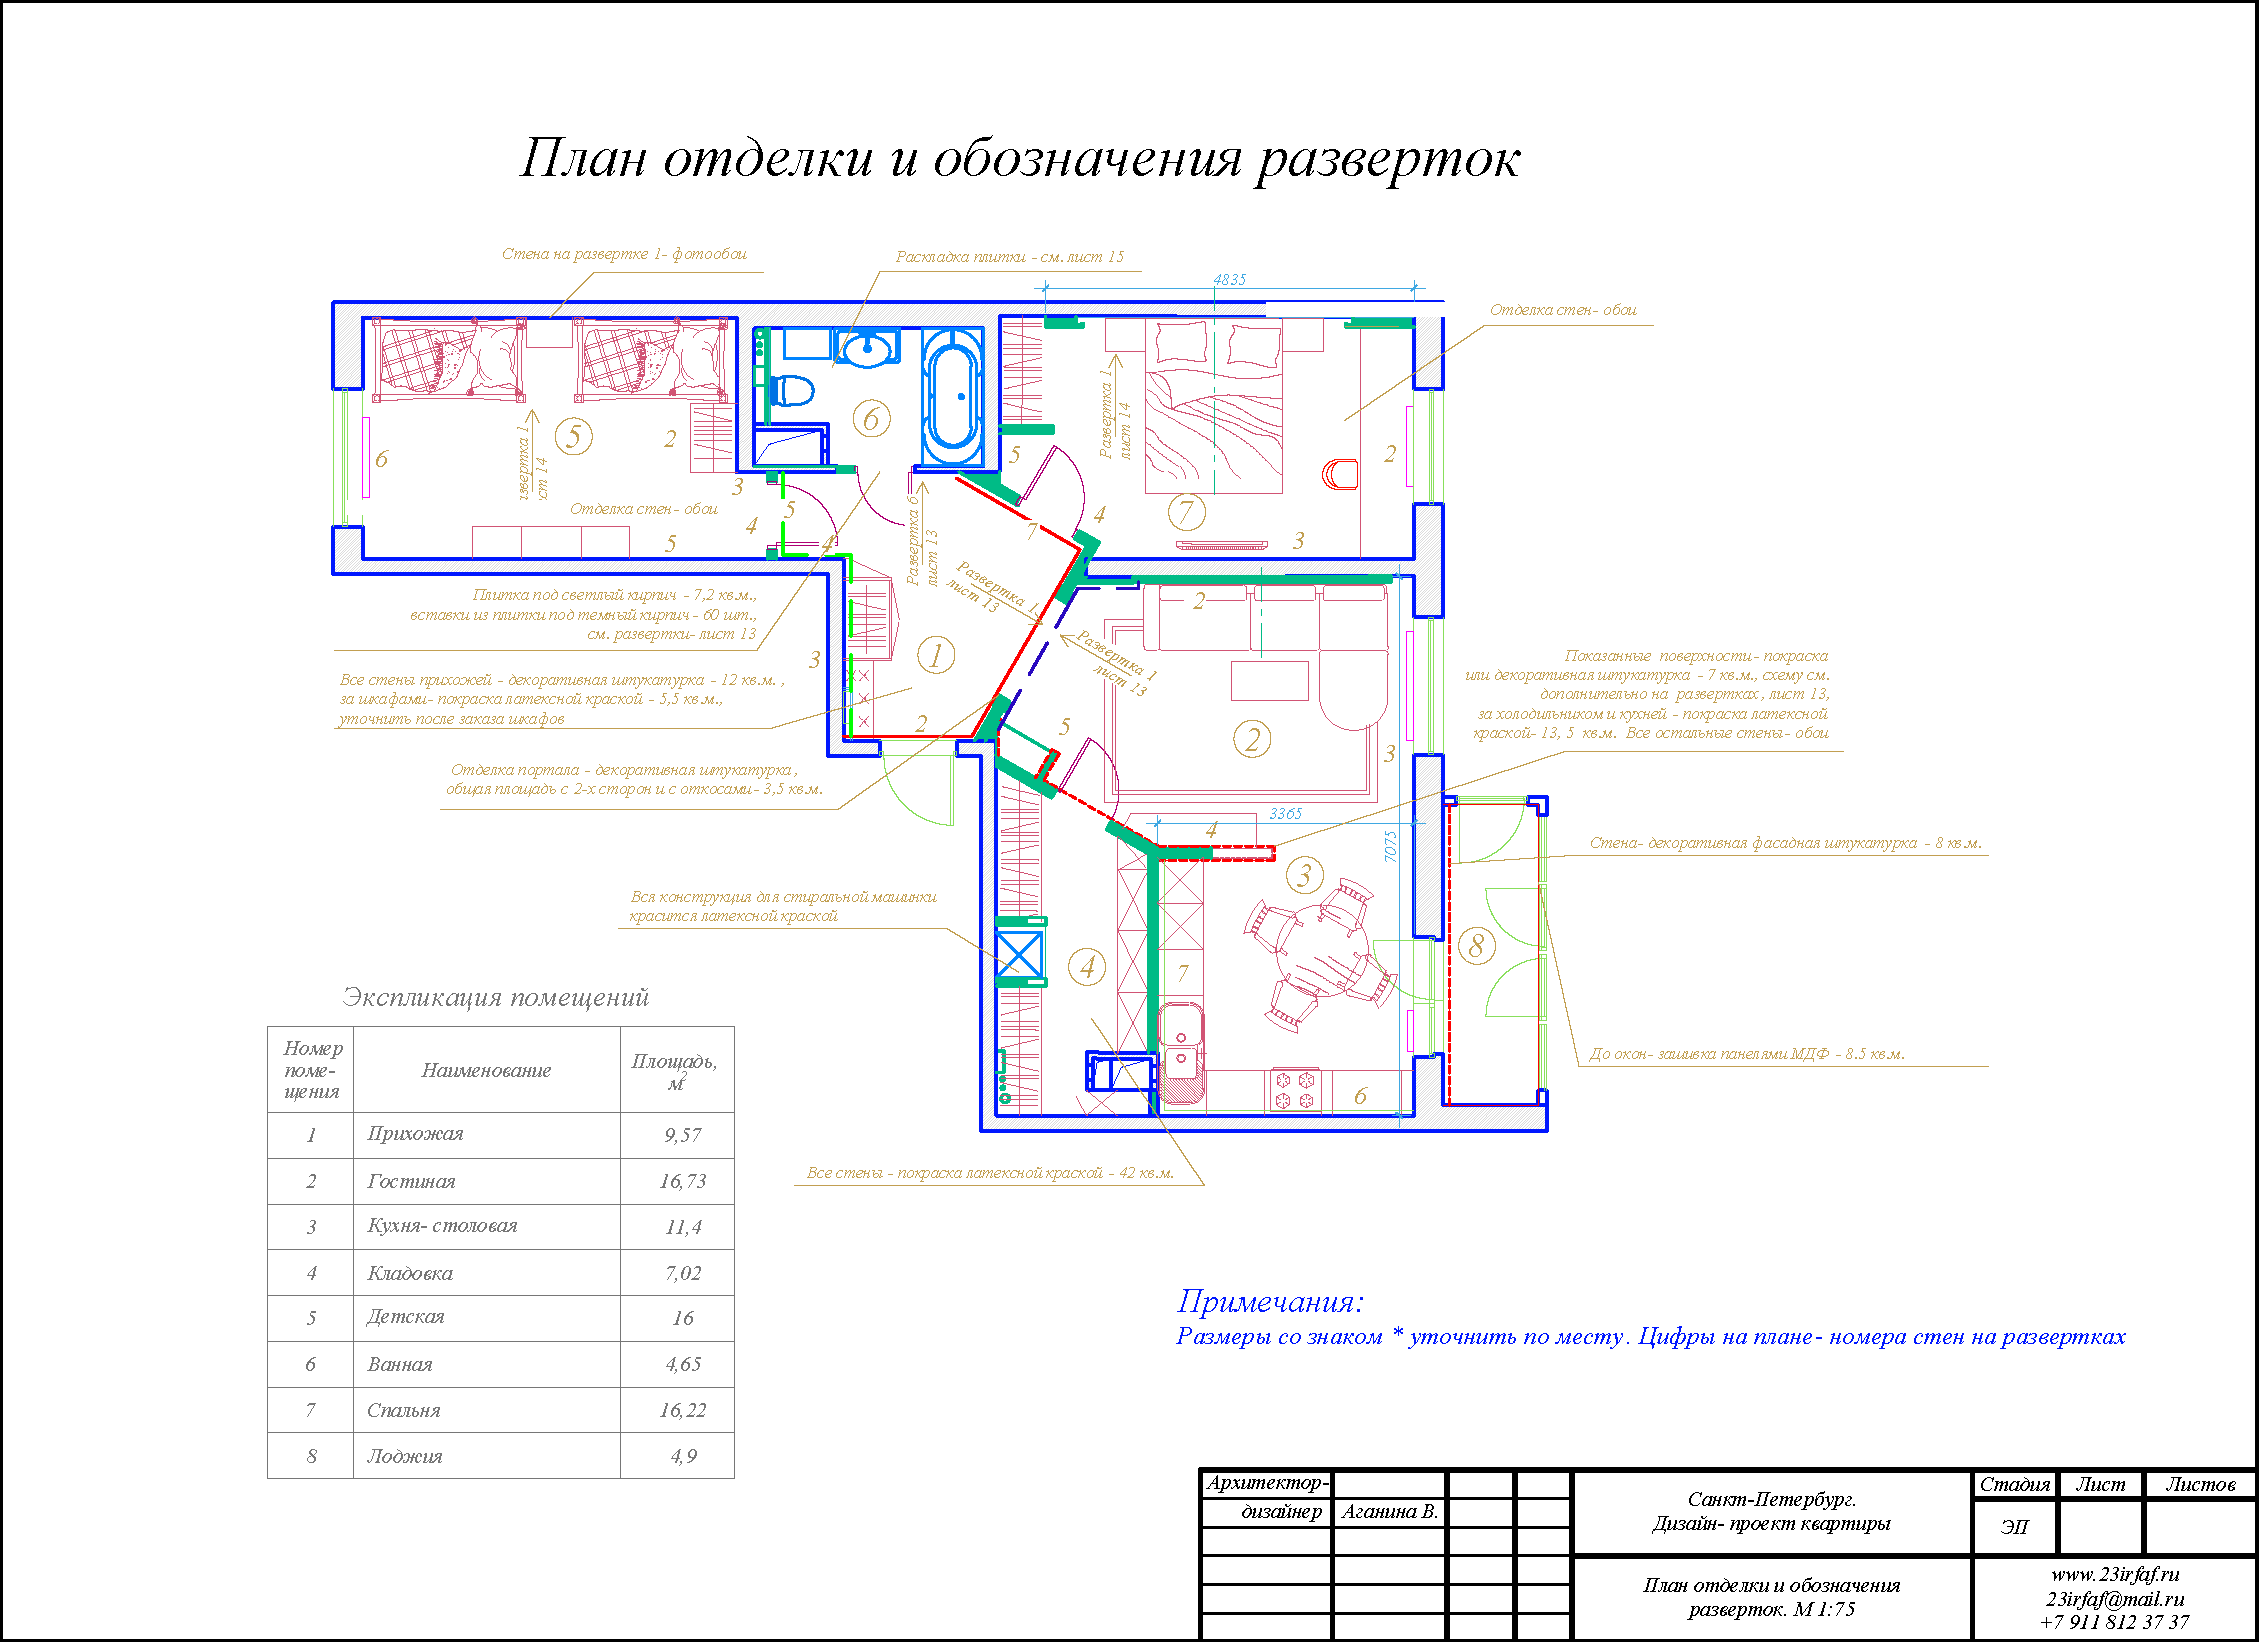 План отделки и обозначения разверток
Стена на развертке 1- фотообои
Раскладка плитки - см. лист 15
4835
Отделка стен- обои
Развертка 1
лист 14
6
5
2
3
4
5
5
Отделка стен- обои
4
6
Развертка 6
лист 13
5
Развертка 1
лист 14
4
7
2
3
7
Развертка 1
лист 13
Развертка 1
лист 13
Плитка под светлый кирпич - 7,2 кв.м.,
вставки из плитки под темный кирпич - 60 шт.,
см. развертки- лист 13
Все стены прихожей - декоративная штукатурка - 12 кв.м. ,
за шкафами- покраска латексной краской - 5,5 кв.м.,
уточнить после заказа шкафов
3
1
2
2
5
2
3
Показанные поверхности- покраска
или декоративная штукатурка - 7 кв.м., схему см.
дополнительно на развертках, лист 13,
за холодильником и кухней - покраска латексной
краской- 13, 5 кв.м. Все остальные стены- обои
Отделка портала - декоративная штукатурка,
общая площадь с 2-х сторон и с откосами- 3,5 кв.м.
4
3365
7075
3
Стена- декоративная фасадная штукатурка - 8 кв.м.
Вся конструкция для стиральной машинки
красится латексной краской
4
7
6
8
До окон- зашивка панелями МДФ - 8.5 кв.м.
Все стены - покраска латексной краской - 42 кв.м.
Экспликация помещений
Номер поме- щения Наименование Площадь, м2
1 Прихожая 9,57
2 Гостиная 16,73
3 Кухня- столовая 11,4
4 Кладовка 7,02
5 Детская 16
6 Ванная 4,65
7 Спальня 16,22
8 Лоджия 4,9
Примечания:
Размеры со знаком * уточнить по месту. Цифры на плане- номера стен на развертках
Архитектор-
дизайнер Аганина В.
Санкт-Петербург.
Дизайн- проект квартиры
Стадия Лист Листов
ЭП
План отделки и обозначения
разверток. М 1:75
www.23irfaf.ru
23irfaf@mail.ru
+7 911 812 37 37